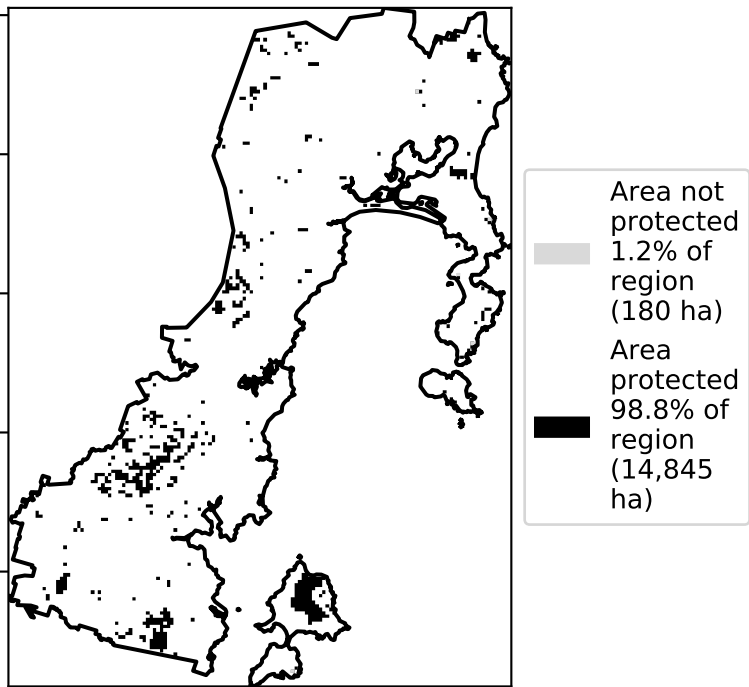 Area not
protected
1.2% of
region
(180 ha)
Area
protected
98.8% of
region
(14,845
ha)